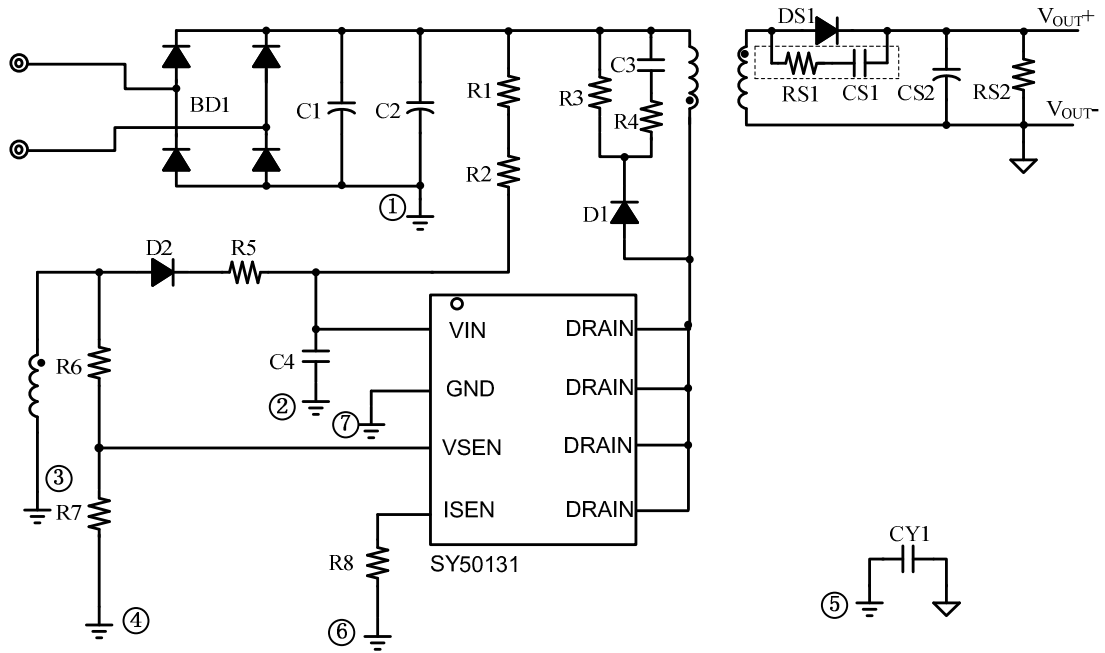 DS1
VOUT+
BD1
C1
C2
R1
R3
C3
R4
RS1
CS1
CS2
RS2
VOUT-
R2
①
D1
D2
R5
VIN
DRAIN
R6
C4
②
GND
DRAIN
⑦
VSEN
DRAIN
③
R7
ISEN
DRAIN
R8
SY50131
CY1
④
⑤
⑥